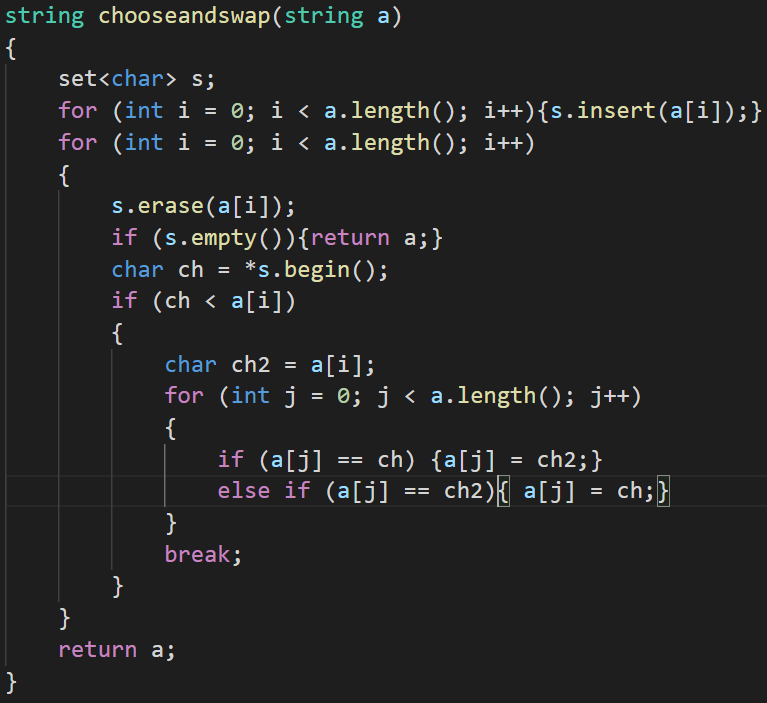 string chooseandswap(string a)
{
    set<char> s;
    for (int i = 0; i < a.length(); i++){s.insert(a[i]);}
    for (int i = 0; i < a.length(); i++)
    {
        s.erase(a[i]);
        if (s.empty()){return a;}
        char ch = *s.begin();
        if (ch < a[i])
        {
            char ch2 = a[i];
            for (int j = 0; j < a.length(); j++)
            {
                if (a[j] == ch) {a[j] = ch2;}
                else if (a[j] == ch2){ a[j] = ch;}
            }
            break;
        }
    }
    return a;
}